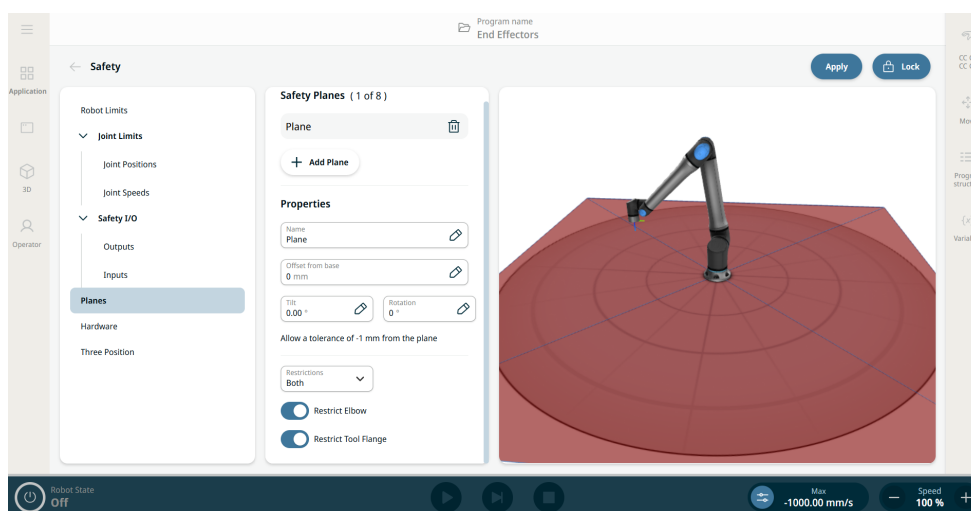 Program name
End Effectors
Application
3D
Operator
Safety
Apply
Lock
Robot Limits
Joint Limits
Joint Positions
Joint Speeds
Safety I/O
Outputs
Inputs
Planes
Hardware
Three Position
Safety Planes ( 1 of 8 )
Plane
Add Plane
Properties
Name
Plane
Offset from base
0 mm
Tilt
0.00 °
Rotation
0 °
Allow a tolerance of -1 mm from the plane
Restrictions
Both
Restrict Elbow
Restrict Tool Flange
CC
CC
Robot State
Off
Max
-1000.00 mm/s
Speed
100 %